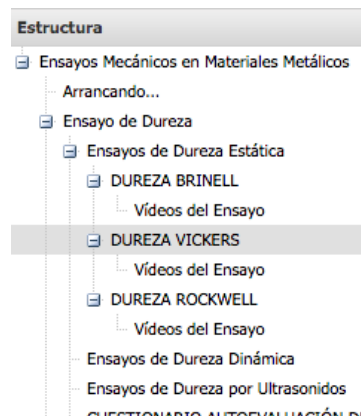 Estructura
Ensayos Mecánicos en Materiales Metálicos
Arrancando...
Ensayo de Dureza
Ensayos de Dureza Estática
DUREZA BRINELL
Vídeos del Ensayo
DUREZA VICKERS
Vídeos del Ensayo
DUREZA ROCKWELL
Vídeos del Ensayo
Ensayos de Dureza Dinámica
Ensayos de Dureza por Ultrasonidos
CUESTIONARIO AUTOEVALUACIÓN